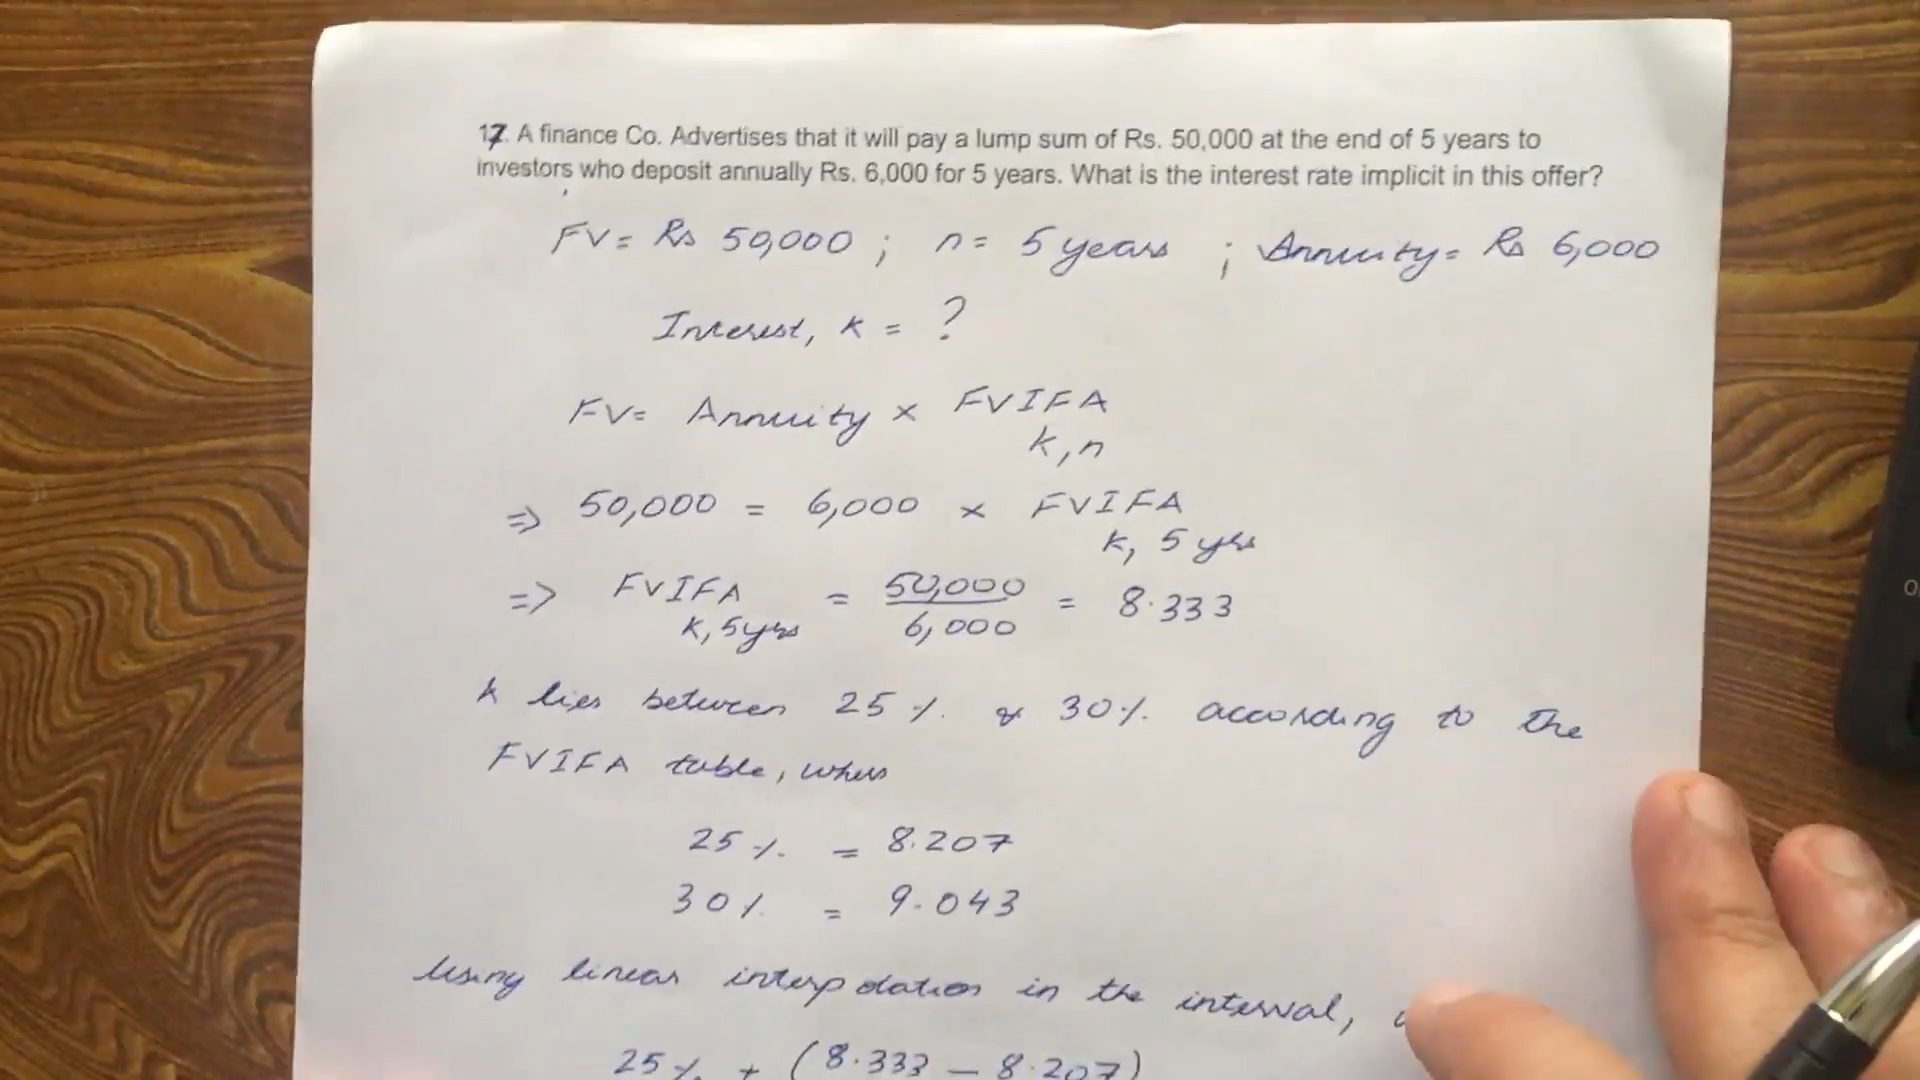 17. A finance Co. Advertises that it will pay a lump sum of Rs. 50,000 at the end of 5 years to
investors who deposit annually Rs. 6,000 for 5 years. What is the interest rate implicit in this offer?
FV= Rs 50,000 ; n= 5 years ; Annuity= Rs 6,000
Interest, k = ?
FV= Annuity × FVIFA
k,n
=> 50,000 = 6,000 × FVIFA
k, 5 yrs
=> FVIFA = 50,000 / 6,000 = 8.333
k, 5yrs
k lies between 25 % & 30% according to the
FVIFA table, where
25 % = 8.207
30% = 9.043
Using linear interpolation in the interval,
25 % + (8.333 - 8.207)